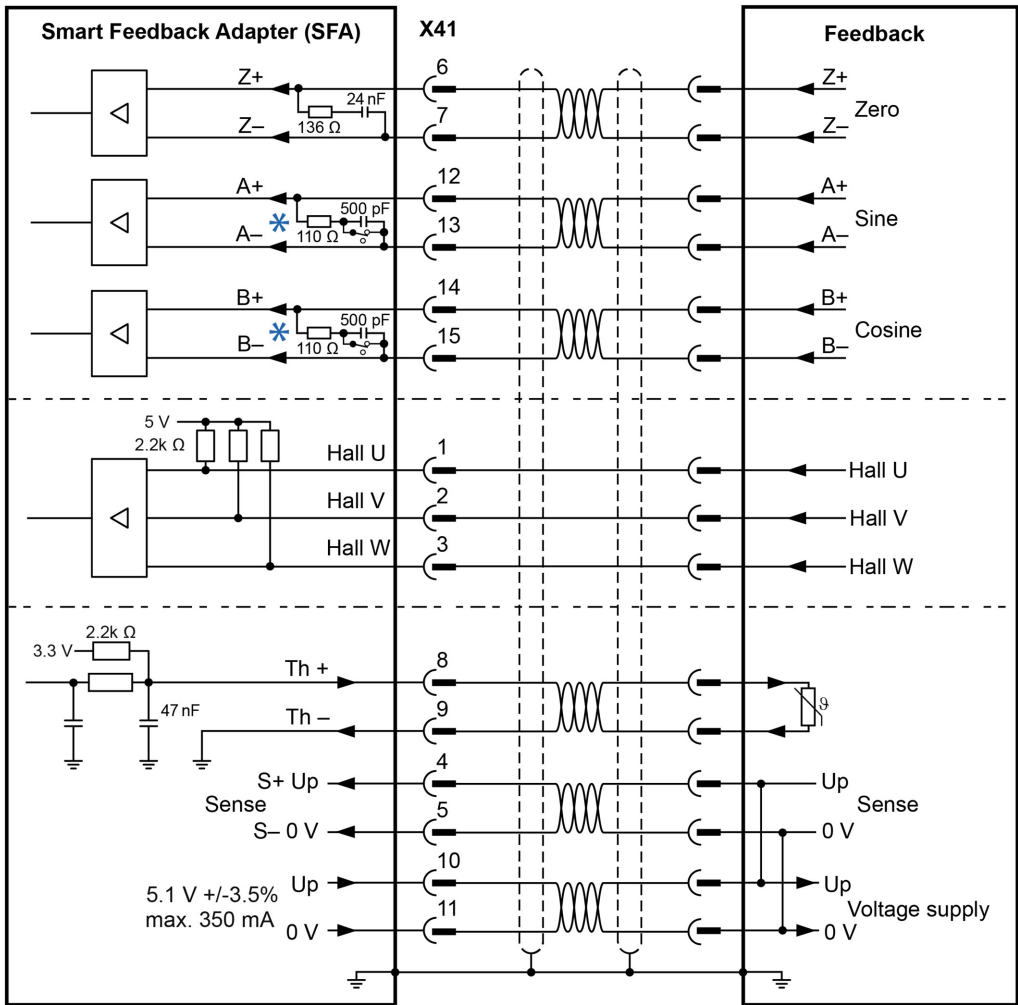 Smart Feedback Adapter (SFA)
X41
Feedback
Z+
6
Z+
24 nF
136 Ω
Zero
Z–
7
Z–
A+
12
A+
500 pF
*
110 Ω
Sine
A–
13
A–
B+
14
B+
500 pF
*
110 Ω
Cosine
B–
15
B–
5 V
2.2k Ω
Hall U
1
Hall U
Hall V
2
Hall V
Hall W
3
Hall W
2.2k Ω
3.3 V
Th +
8
47 nF
ϑ
Th –
9
S+ Up
4
Up
Sense
Sense
S– 0 V
5
0 V
Up
10
Up
5.1 V +/-3.5%
max. 350 mA
Voltage supply
0 V
11
0 V